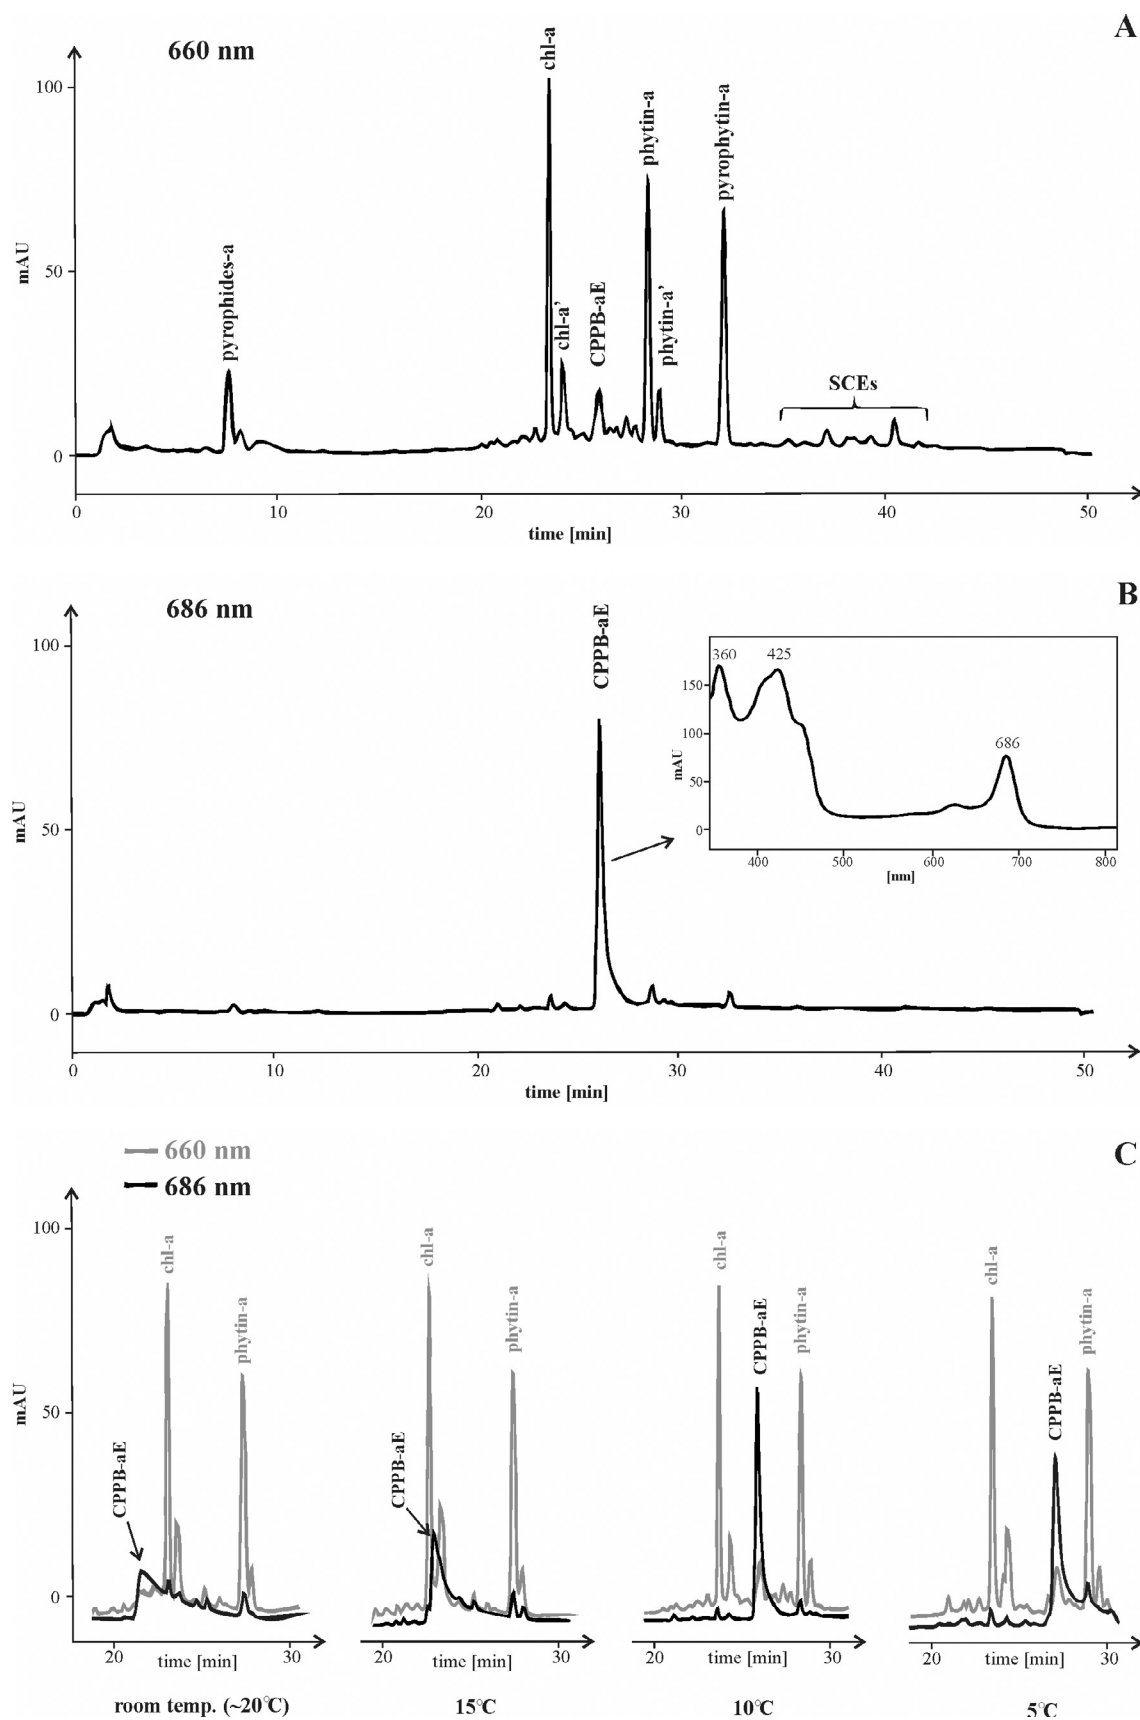 A
660 nm
100
50
0
mAU
pyrophides-a
chl-a
chl-a'
CPPB-aE
phytin-a
phytin-a'
pyrophytin-a
SCEs
0 10 20 30 40 50
time [min]
B
686 nm
100
50
0
mAU
CPPB-aE
360 425
686
150
100
50
0
mAU
400 500 600 700 800
[nm]
0 10 20 30 40 50
time [min]
C
660 nm
686 nm
100
50
0
mAU
CPPB-aE
chl-a
phytin-a
CPPB-aE
chl-a
phytin-a
chl-a
CPPB-aE
phytin-a
chl-a
CPPB-aE
phytin-a
20 time [min] 30
20 time [min] 30
20 time [min] 30
20 time [min] 30
room temp. (~20°C) 15°C 10°C 5°C